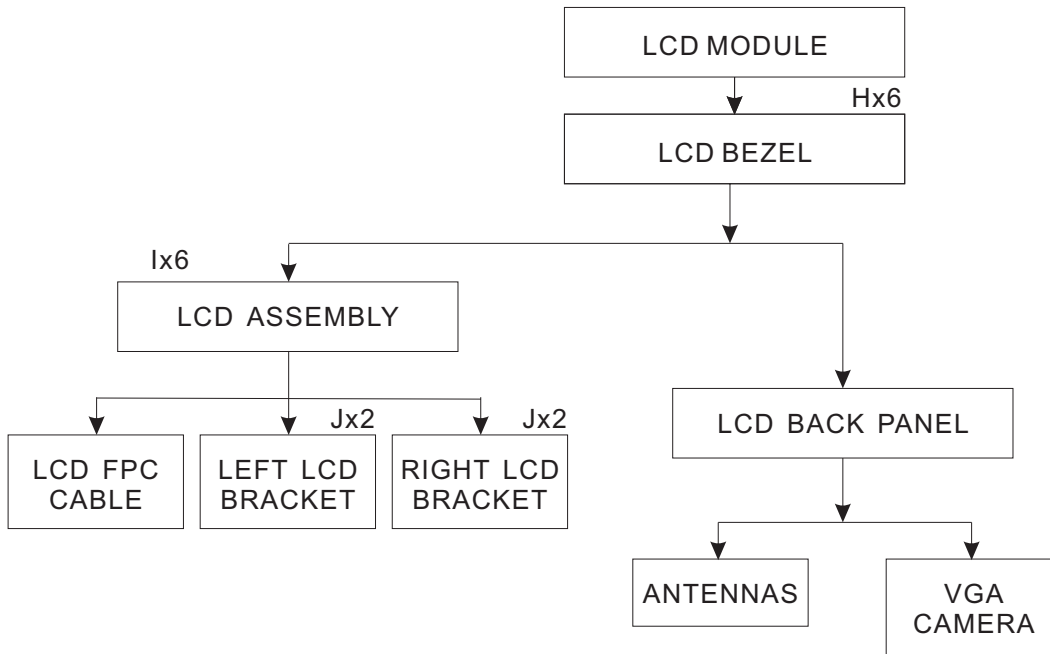 LCD MODULE
Hx6
LCD BEZEL
Ix6
LCD ASSEMBLY
LCD BACK PANEL
Jx2
Jx2
LCD FPC
CABLE
LEFT LCD
BRACKET
RIGHT LCD
BRACKET
ANTENNAS
VGA
CAMERA